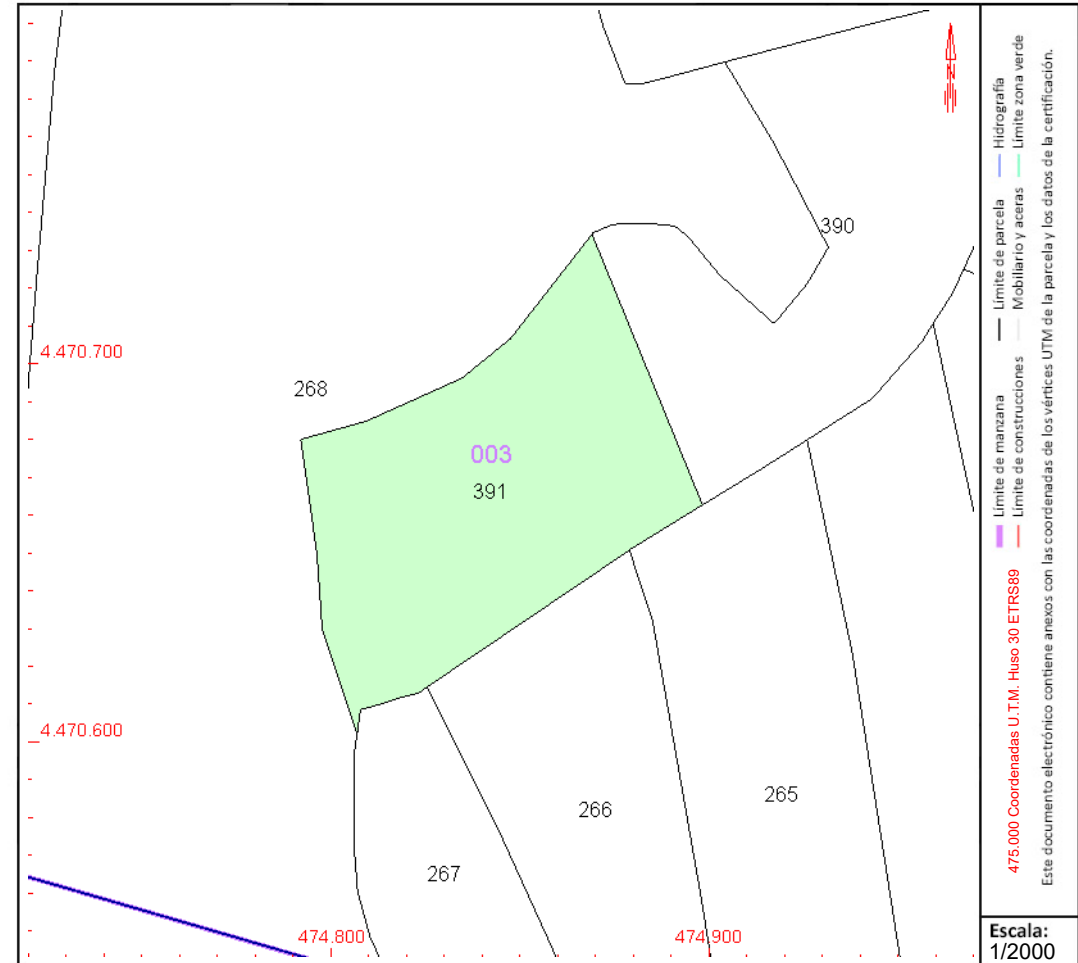 N
390
4.470.700
268
003
391
4.470.600
266
265
267
474.800
474.900
Límite de manzana
Límite de parcela
Hidrografía
Límite de construcciones
Mobiliario y aceras
Límite zona verde
475.000 Coordenadas U.T.M. Huso 30 ETRS89
Este documento electrónico contiene anexos con las coordenadas de los vértices UTM de la parcela y los datos de la certificación.
Escala:
1/2000